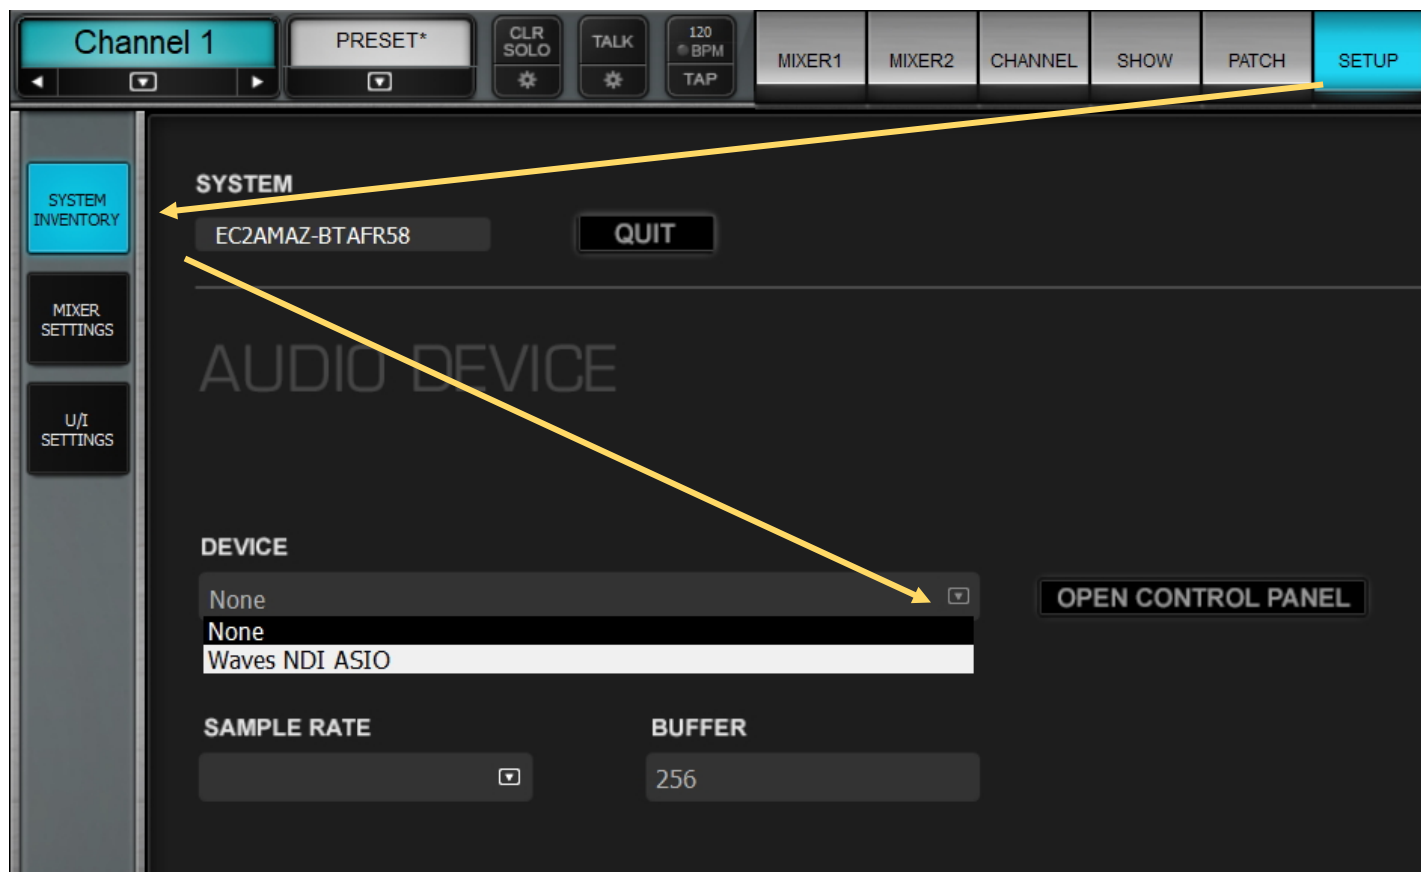 Channel 1
PRESET*
CLR
SOLO
TALK
120
BPM
TAP
MIXER1
MIXER2
CHANNEL
SHOW
PATCH
SETUP
SYSTEM
INVENTORY
MIXER
SETTINGS
U/I
SETTINGS
SYSTEM
EC2AMAZ-BTAFR58
QUIT
AUDIO DEVICE
DEVICE
None
OPEN CONTROL PANEL
None
Waves NDI ASIO
SAMPLE RATE
BUFFER
256